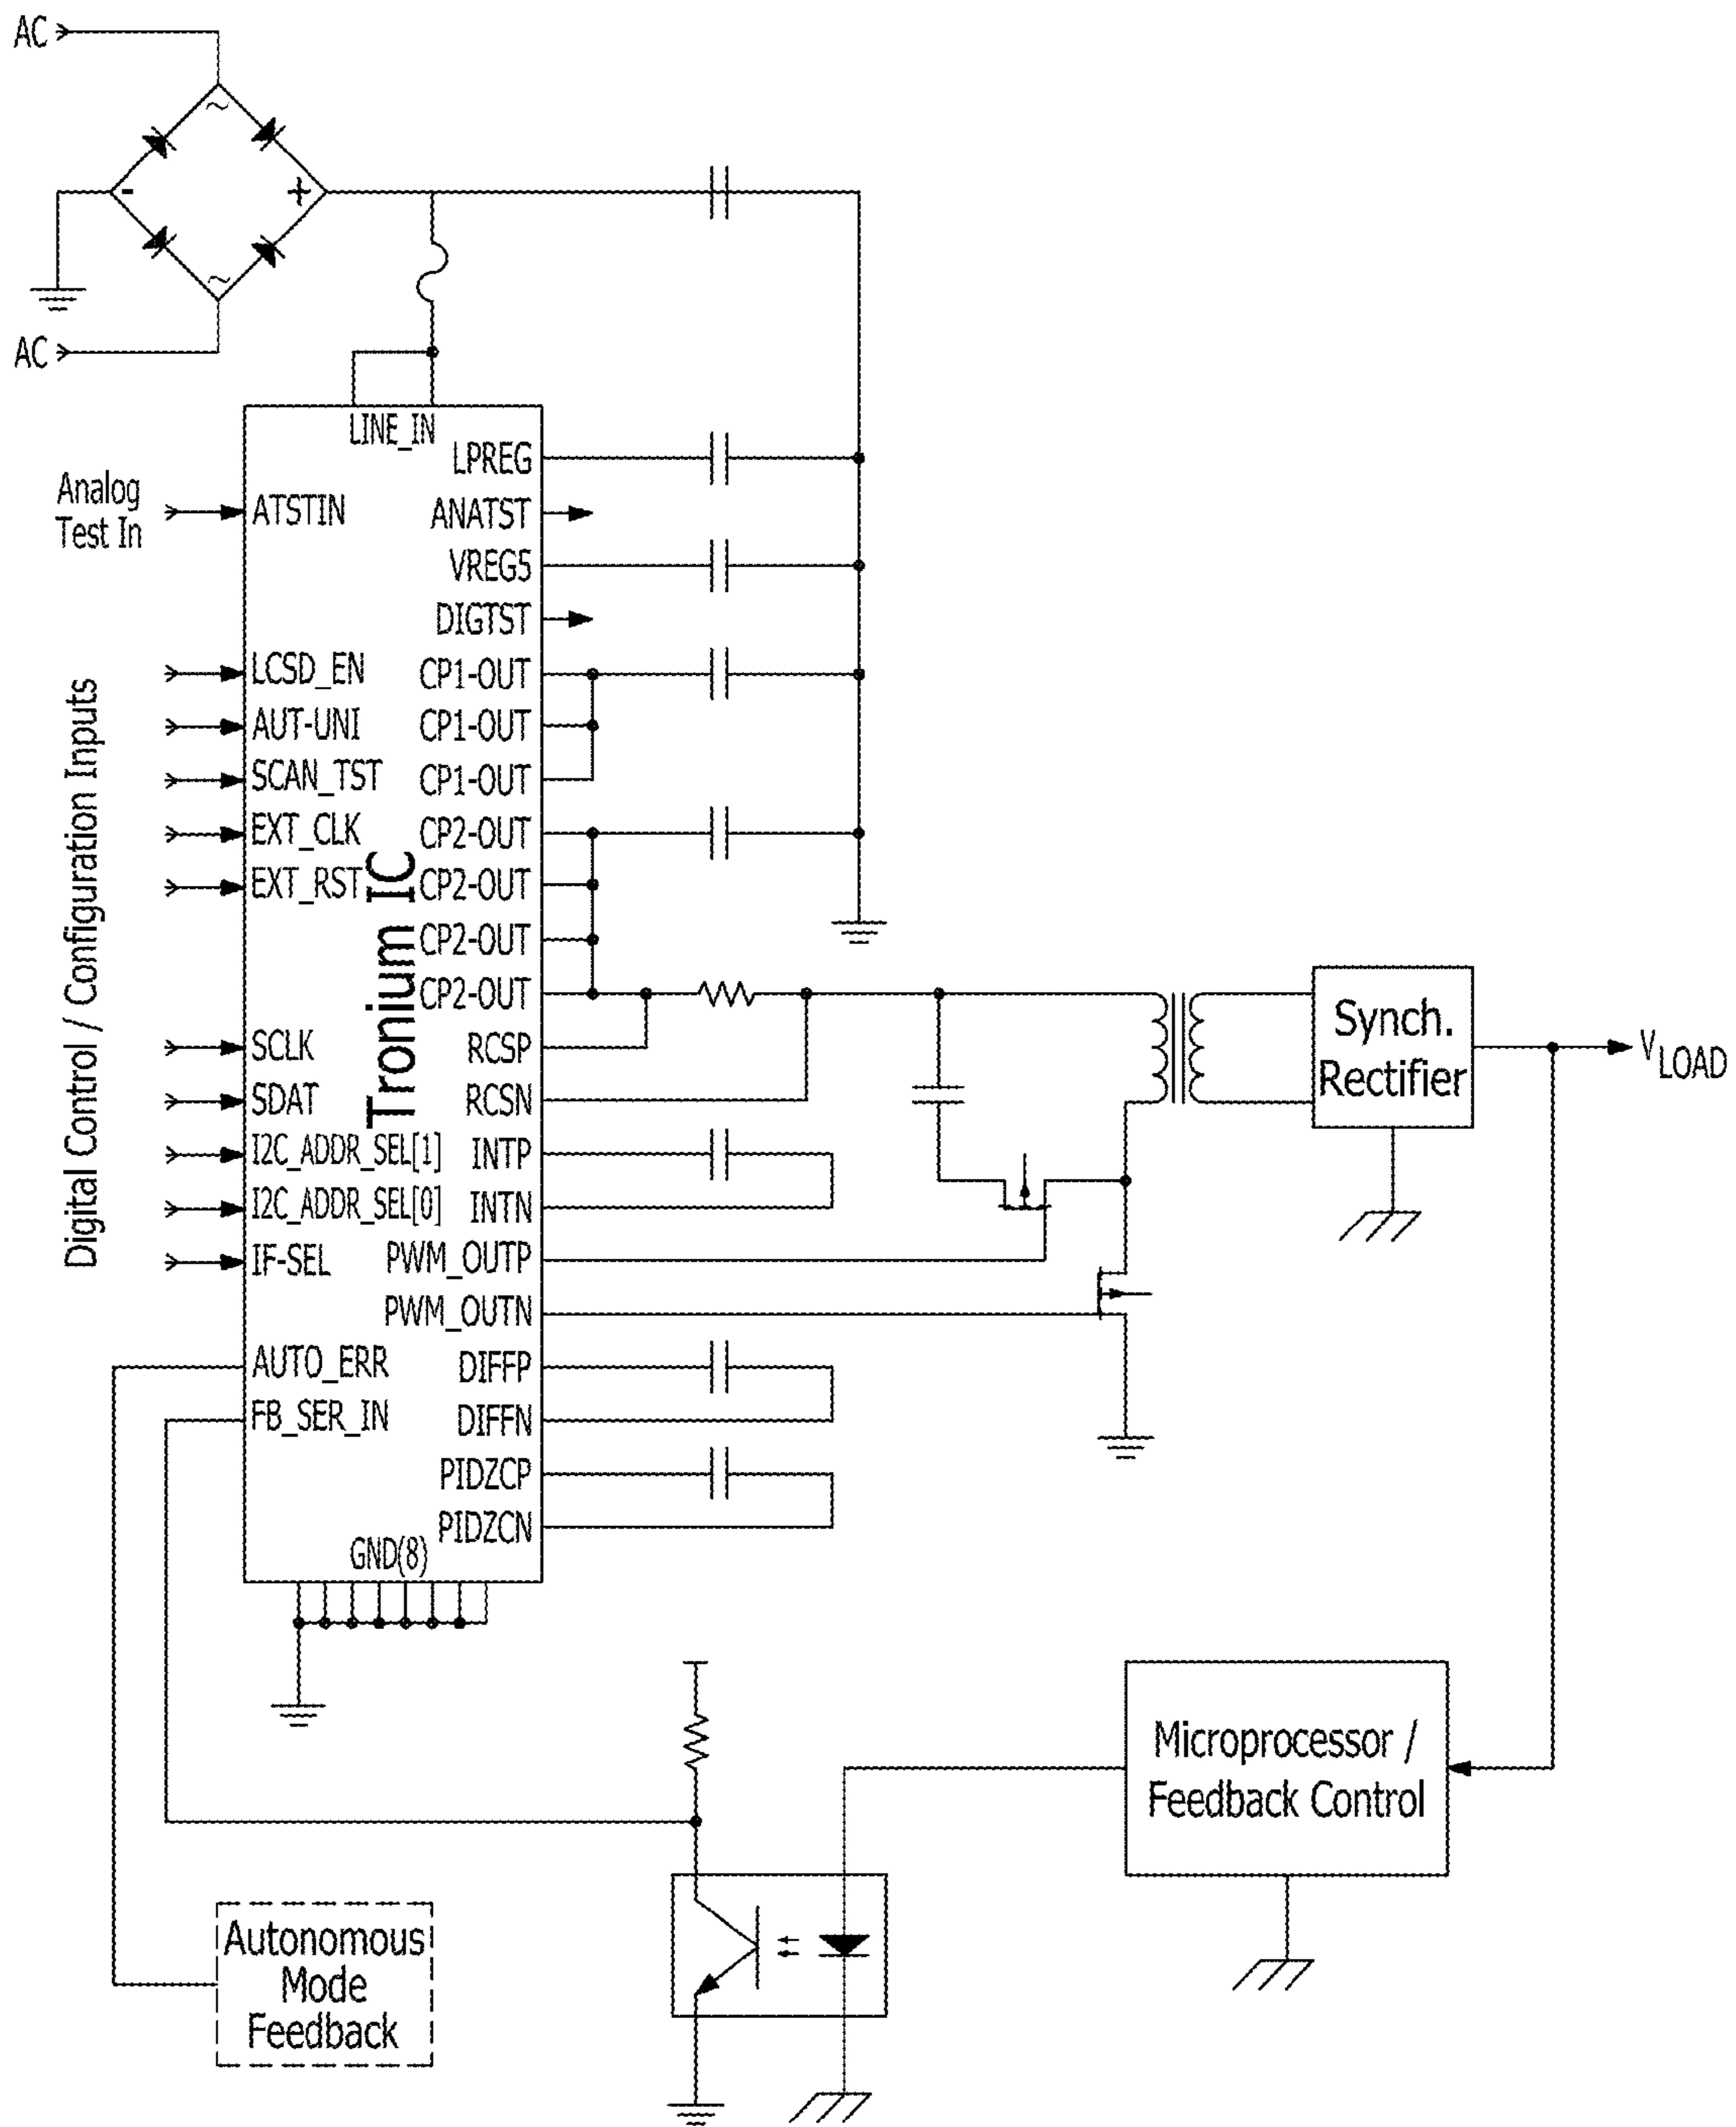 AC
~
- +
~
AC
LINE_IN
LPREG
Analog
Test In
ATSTIN
ANATST
VREG5
DIGTST
Digital Control / Configuration Inputs
LCSD_EN
CP1-OUT
AUT-UNI
CP1-OUT
SCAN_TST
CP1-OUT
EXT_CLK
CP2-OUT
EXT_RST
CP2-OUT
Tronium IC
CP2-OUT
CP2-OUT
SCLK
RCSP
SDAT
RCSN
I2C_ADDR_SEL[1]
INTP
I2C_ADDR_SEL[0]
INTN
IF-SEL
PWM_OUTP
PWM_OUTN
AUTO_ERR
DIFFP
FB_SER_IN
DIFFN
PIDZCP
PIDZCN
GND(8)
Synch.
Rectifier
VLOAD
Microprocessor /
Feedback Control
Autonomous
Mode
Feedback